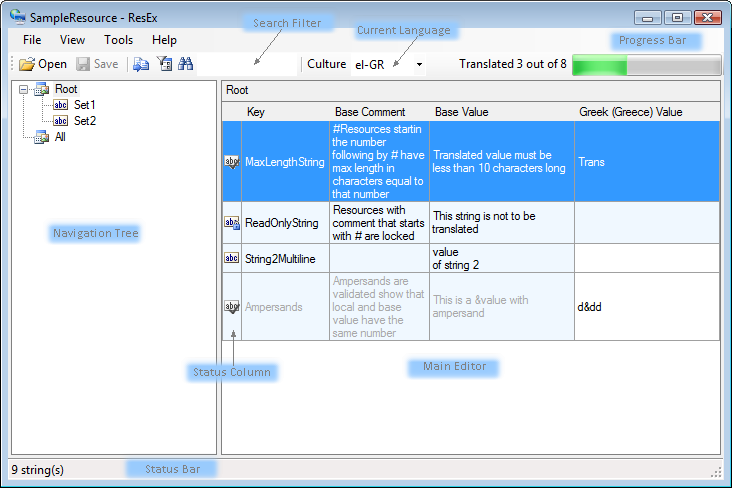 SampleResource - ResEx
Search Filter
Current Language
Progress Bar
File View Tools Help
Open Save Culture el-GR Translated 3 out of 8
Root
Set1
Set2
All
Navigation Tree
Root
Key Base Comment Base Value Greek (Greece) Value
MaxLengthString
#Resources startin
the number
following by # have
max length in
characters equal to
that number
Translated value must be
less than 10 characters long
Trans
ReadOnlyString
Resources with
comment that starts
with # are locked
This string is not to be
translated
String2Multiline
value
of string 2
Ampersands
Ampersands are
validated show that
local and base
value have the
same number
This is a &value with
ampersand
d&dd
Status Column
Main Editor
9 string(s)
Status Bar